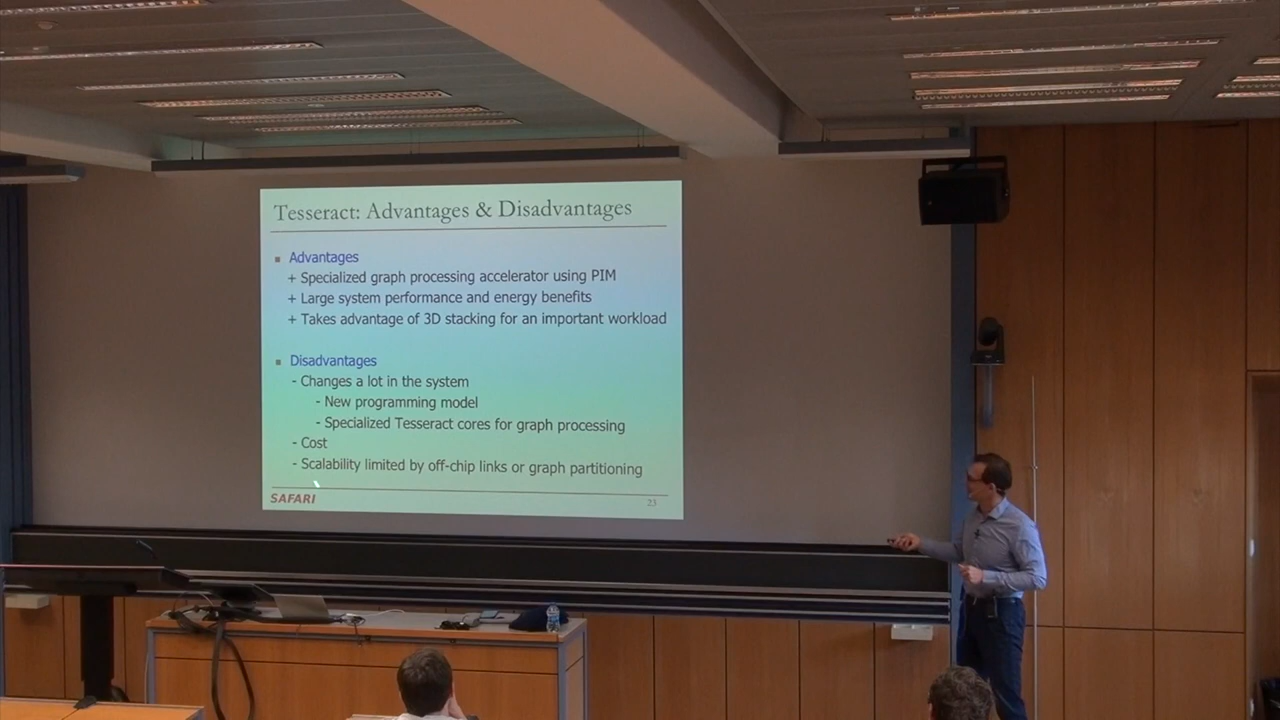 Tesseract: Advantages & Disadvantages
▪ Advantages
+ Specialized graph processing accelerator using PIM
+ Large system performance and energy benefits
+ Takes advantage of 3D stacking for an important workload
▪ Disadvantages
- Changes a lot in the system
- New programming model
- Specialized Tesseract cores for graph processing
- Cost
- Scalability limited by off-chip links or graph partitioning
SAFARI
23